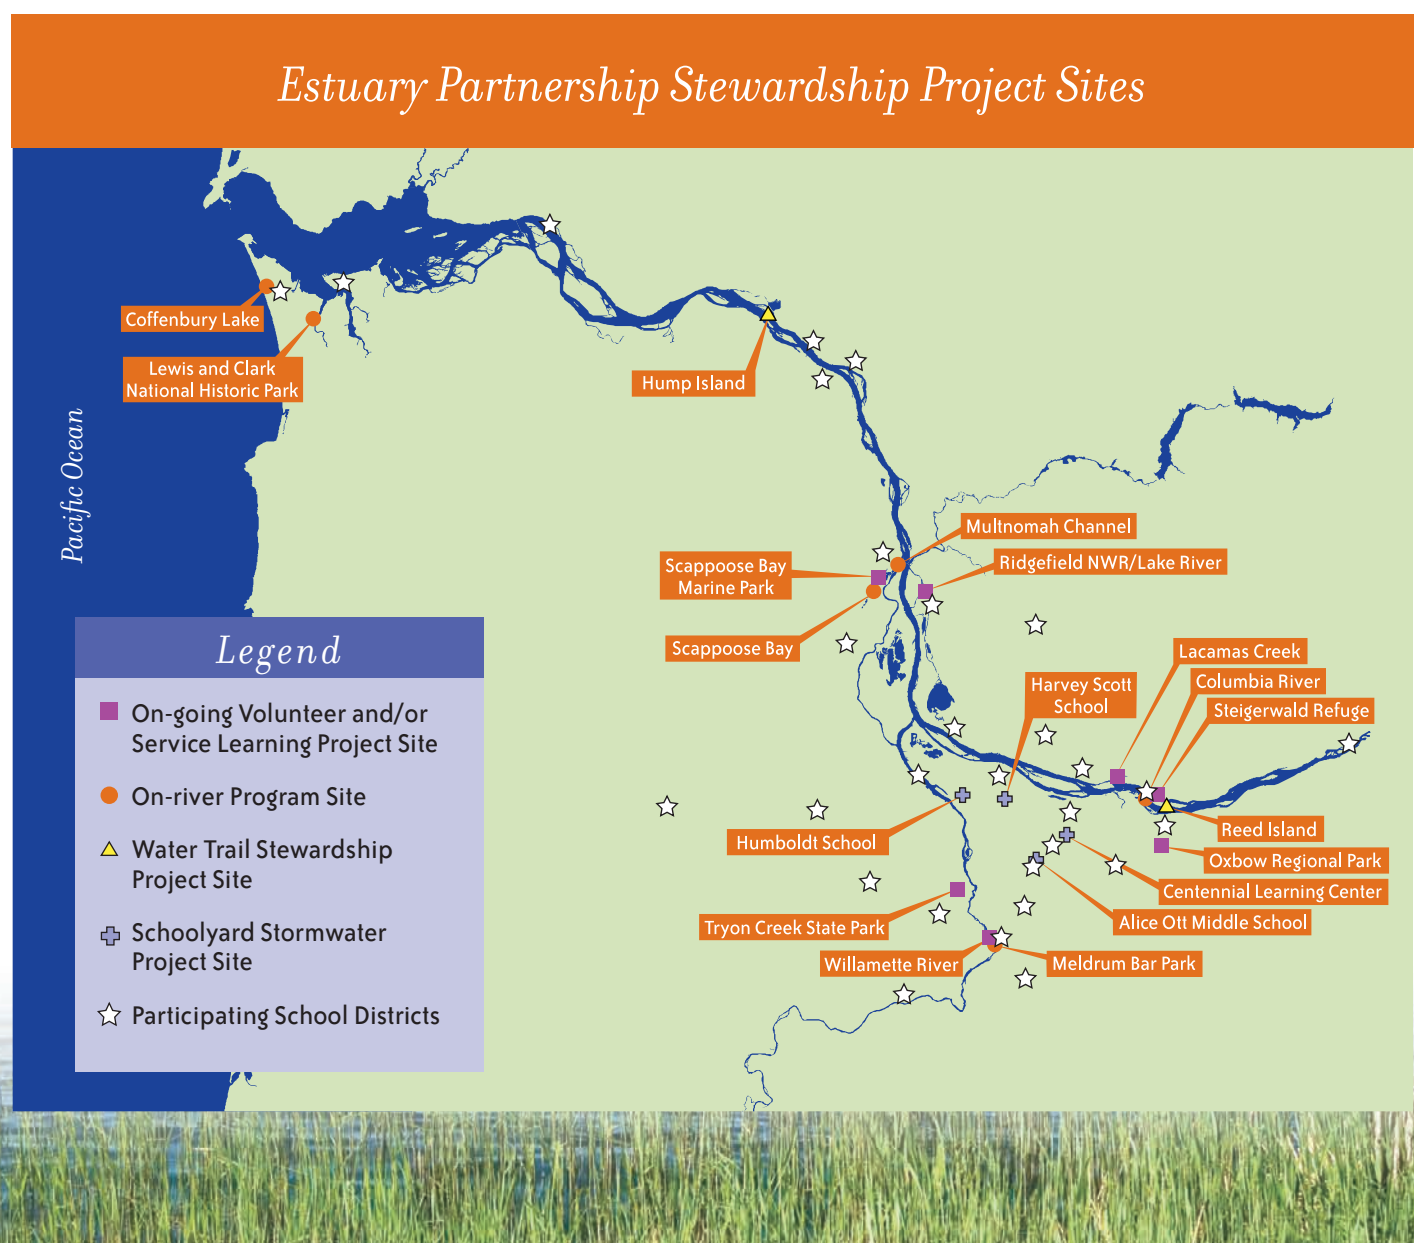 Estuary Partnership Stewardship Project Sites
Coffenbury Lake
Lewis and Clark
National Historic Park
Pacific Ocean
Hump Island
Multnomah Channel
Scappoose Bay
Marine Park
Ridgefield NWR/Lake River
Scappoose Bay
Lacamas Creek
Harvey Scott
School
Columbia River
Steigerwald Refuge
Humboldt School
Reed Island
Oxbow Regional Park
Centennial Learning Center
Tryon Creek State Park
Alice Ott Middle School
Willamette River
Meldrum Bar Park
Legend
On-going Volunteer and/or
Service Learning Project Site
On-river Program Site
Water Trail Stewardship
Project Site
Schoolyard Stormwater
Project Site
Participating School Districts